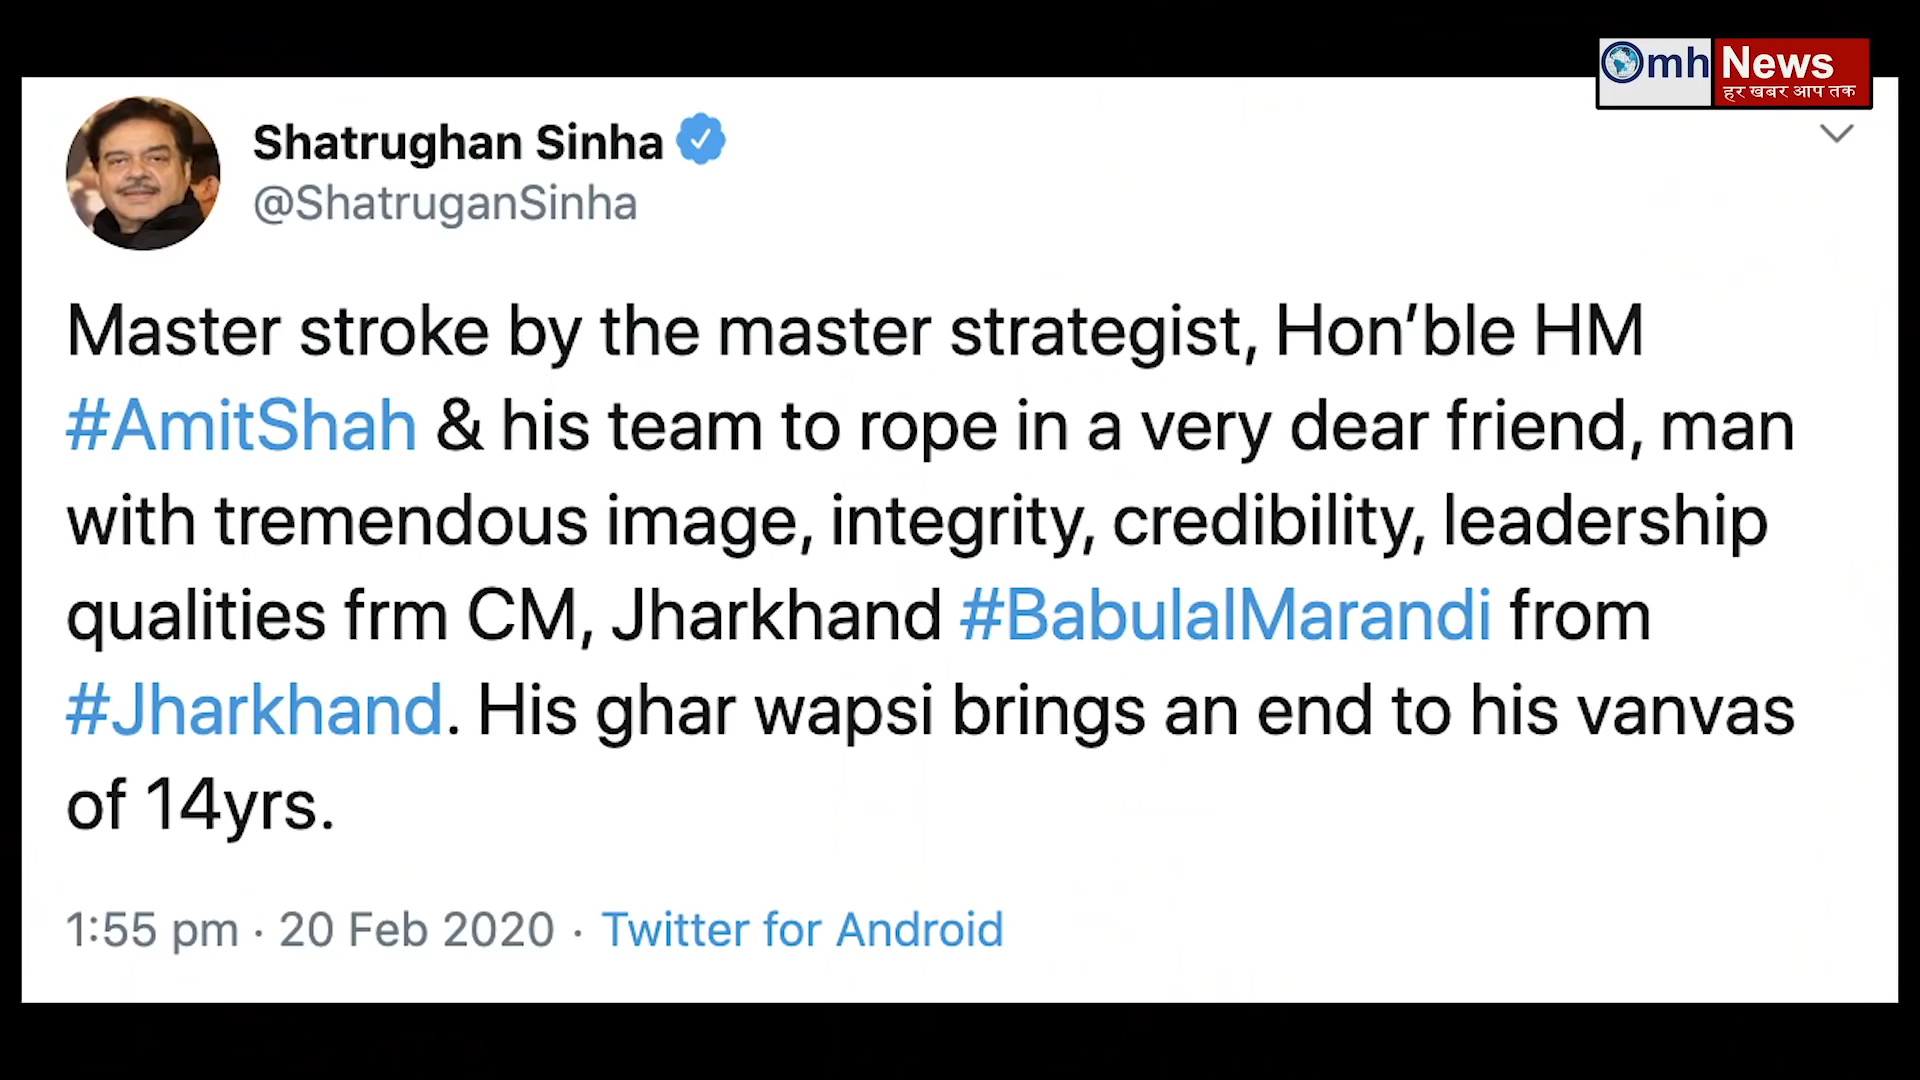 mh News
हर खबर आप तक
Shatrughan Sinha
@ShatruganSinha
Master stroke by the master strategist, Hon’ble HM
#AmitShah & his team to rope in a very dear friend, man
with tremendous image, integrity, credibility, leadership
qualities frm CM, Jharkhand #BabulalMarandi from
#Jharkhand. His ghar wapsi brings an end to his vanvas
of 14yrs.
1:55 pm · 20 Feb 2020 · Twitter for Android